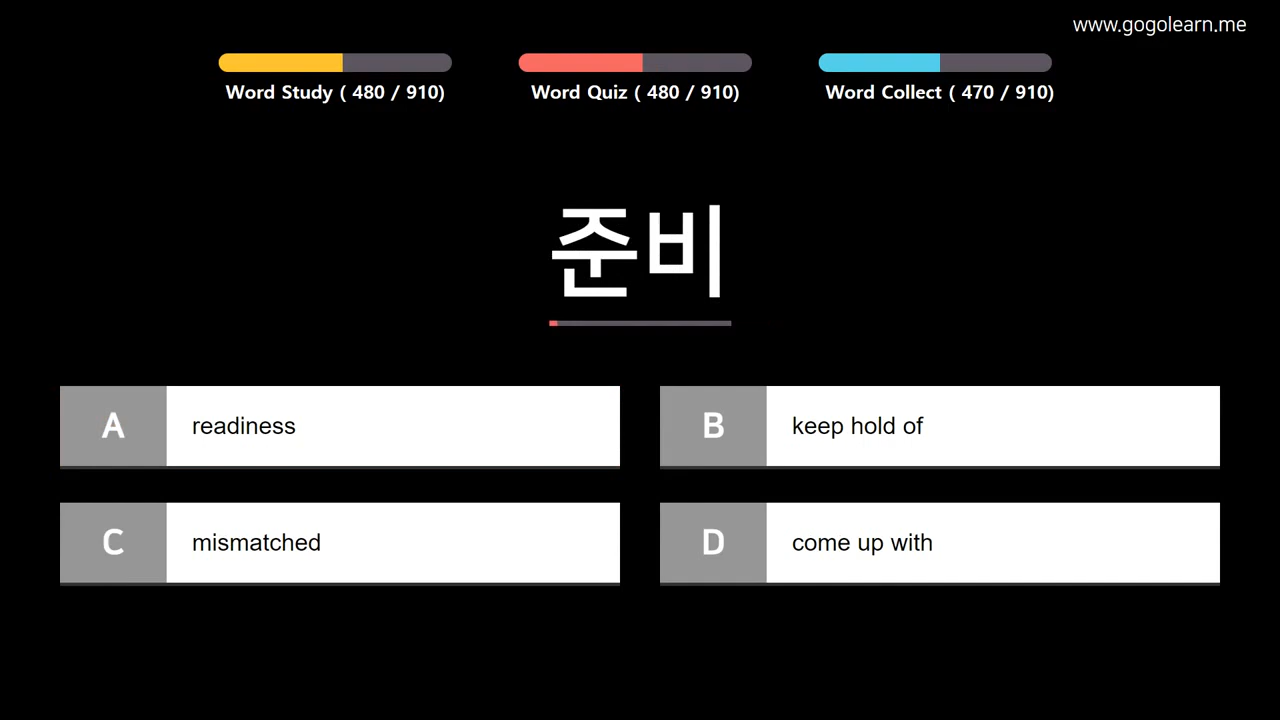 www.gogolearn.me
Word Study ( 480 / 910)
Word Quiz ( 480 / 910)
Word Collect ( 470 / 910)
준비
A readiness
B keep hold of
C mismatched
D come up with